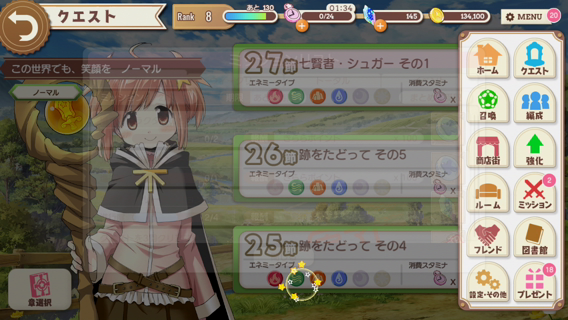 クエスト
Rank 8
あと 130
01:34
0/24
145
134,100
MENU
20
この世界でも、笑顔を ノーマル
ノーマル
27節 七賢者・シュガー その1
エネミータイプ
消費スタミナ
x
26節 跡をたどって その5
エネミータイプ
消費スタミナ
x
25節 跡をたどって その4
エネミータイプ
消費スタミナ
x
章選択
ホーム
クエスト
召喚
編成
商店街
強化
ルーム
ミッション
2
フレンド
図書館
設定・その他
プレゼント
18